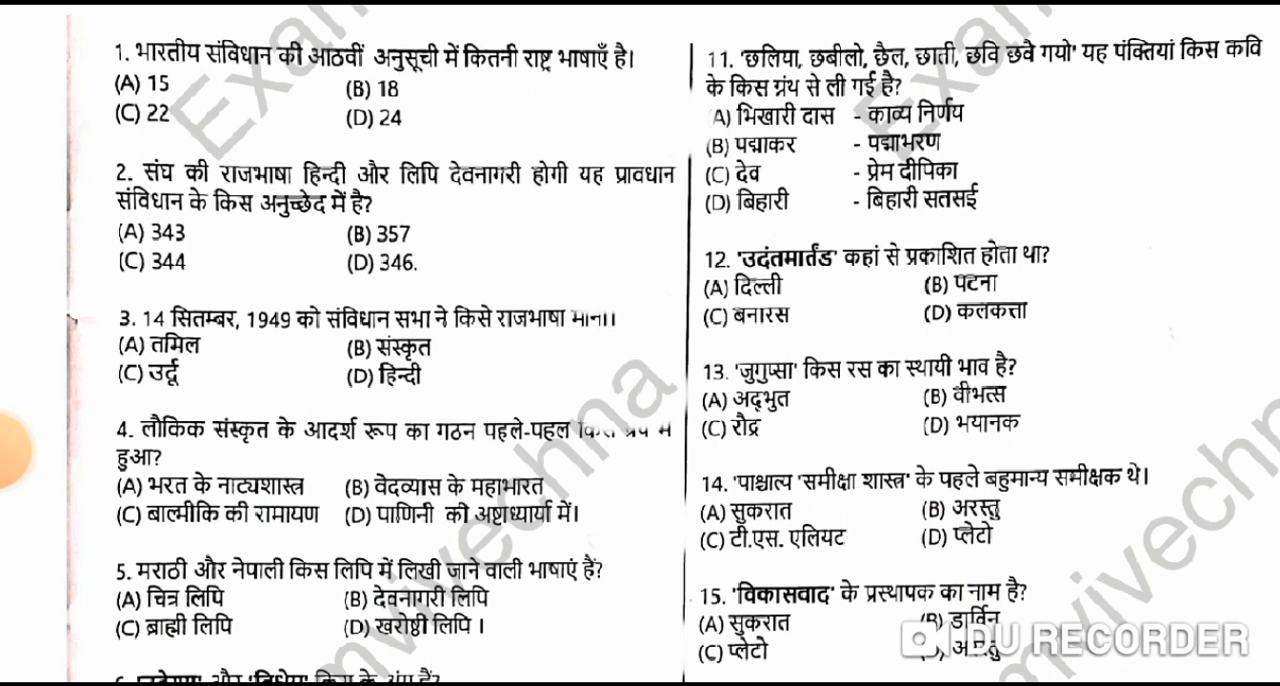 1. भारतीय संविधान की आठवीं अनुसूची में कितनी राष्ट्र भाषाएँ है।
(A) 15 (B) 18
(C) 22 (D) 24
2. संघ की राजभाषा हिन्दी और लिपि देवनागरी होगी यह प्रावधान
संविधान के किस अनुच्छेद में है?
(A) 343 (B) 357
(C) 344 (D) 346.
3. 14 सितम्बर, 1949 को संविधान सभा ने किसे राजभाषा माना।
(A) तमिल (B) संस्कृत
(C) उर्दू (D) हिन्दी
4. लौकिक संस्कृत के आदर्श रूप का गठन पहले-पहल
हुआ?
(A) भरत के नाट्यशास्त्र (B) वेदव्यास के महाभारत
(C) बाल्मीकि की रामायण (D) पाणिनी की अष्टाध्यार्यी में।
5. मराठी और नेपाली किस लिपि में लिखी जाने वाली भाषाएं हैं?
(A) चित्र लिपि (B) देवनागरी लिपि
(C) ब्राह्मी लिपि (D) खरोष्ठी लिपि ।
11. 'छलिया, छबीलो, छैल, छाती, छवि छवै गयो' यह पंक्तियां किस कवि
के किस ग्रंथ से ली गई है?
A) भिखारी दास - काव्य निर्णय
(B) पद्माकर - पद्माभरण
(C) देव - प्रेम दीपिका
(D) बिहारी - बिहारी सतसई
12. 'उदंतमार्तंड' कहां से प्रकाशित होता था?
(A) दिल्ली (B) पटना
(C) बनारस (D) कलकत्ता
13. 'जुगुप्सा' किस रस का स्थायी भाव है?
(A) अद्भुत (B) वीभत्स
(C) रौद्र (D) भयानक
14. 'पाश्चात्य 'समीक्षा शास्त्र' के पहले बहुमान्य समीक्षक थे।
(A) सुकरात (B) अरस्तु
(C) टी.एस. एलियट (D) प्लेटो
15. 'विकासवाद' के प्रस्थापक का नाम है?
(A) सुकरात (B) डार्विन
(C) प्लेटो
DU RECORDER